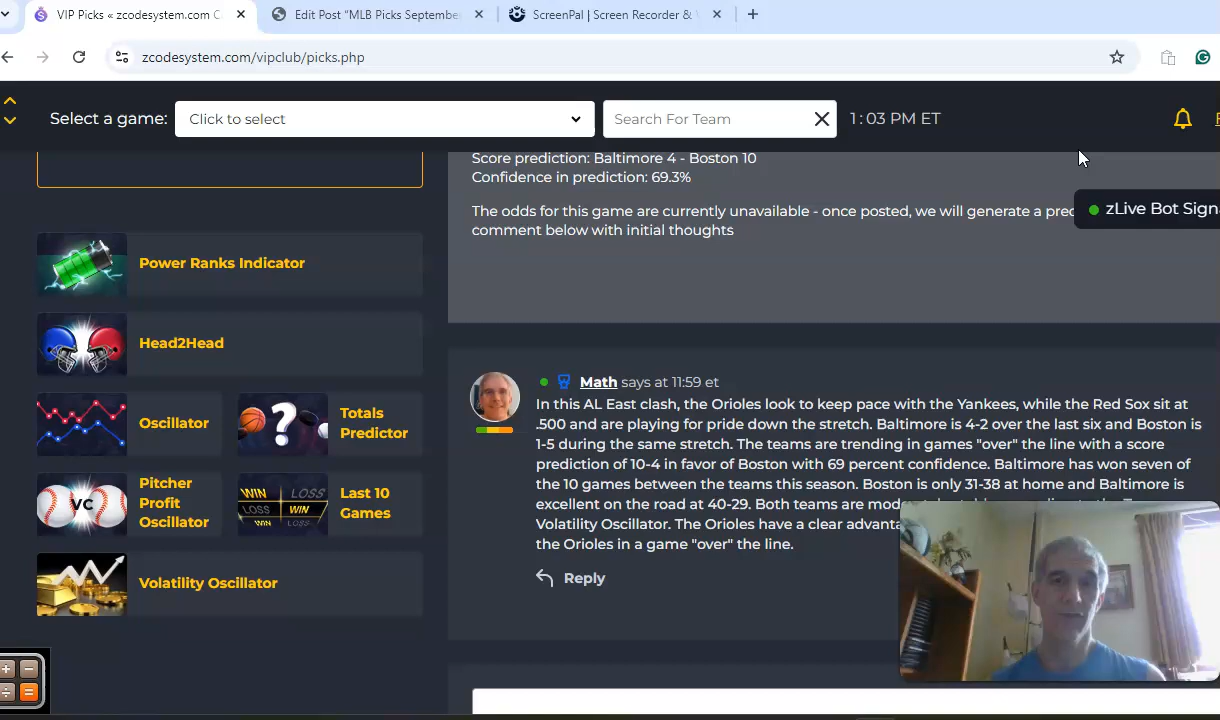 VIP Picks « zcodesystem.com C
Edit Post “MLB Picks Septembe
ScreenPal | Screen Recorder &
zcodesystem.com/vipclub/picks.php
Select a game:
Click to select
Search For Team
1:03 PM ET
Score prediction: Baltimore 4 - Boston 10
Confidence in prediction: 69.3%
The odds for this game are currently unavailable - once posted, we will generate a
comment below with initial thoughts
zLive Bot
Power Ranks Indicator
Head2Head
Oscillator
Totals
Predictor
Pitcher
Profit
Oscillator
VC
WIN LOSS
LOSS WIN
WIN LOSS
Last 10
Games
Volatility Oscillator
Math says at 11:59 et
In this AL East clash, the Orioles look to keep pace with the Yankees, while the Red Sox sit at
.500 and are playing for pride down the stretch. Baltimore is 4-2 over the last six and Boston is
1-5 during the same stretch. The teams are trending in games "over" the line with a score
prediction of 10-4 in favor of Boston with 69 percent confidence. Baltimore has won seven of
the 10 games between the teams this season. Boston is only 31-38 at home and Baltimore is
excellent on the road at 40-29. Both teams are
Volatility Oscillator. The Orioles have a clear
the Orioles in a game "over" the line.
Reply